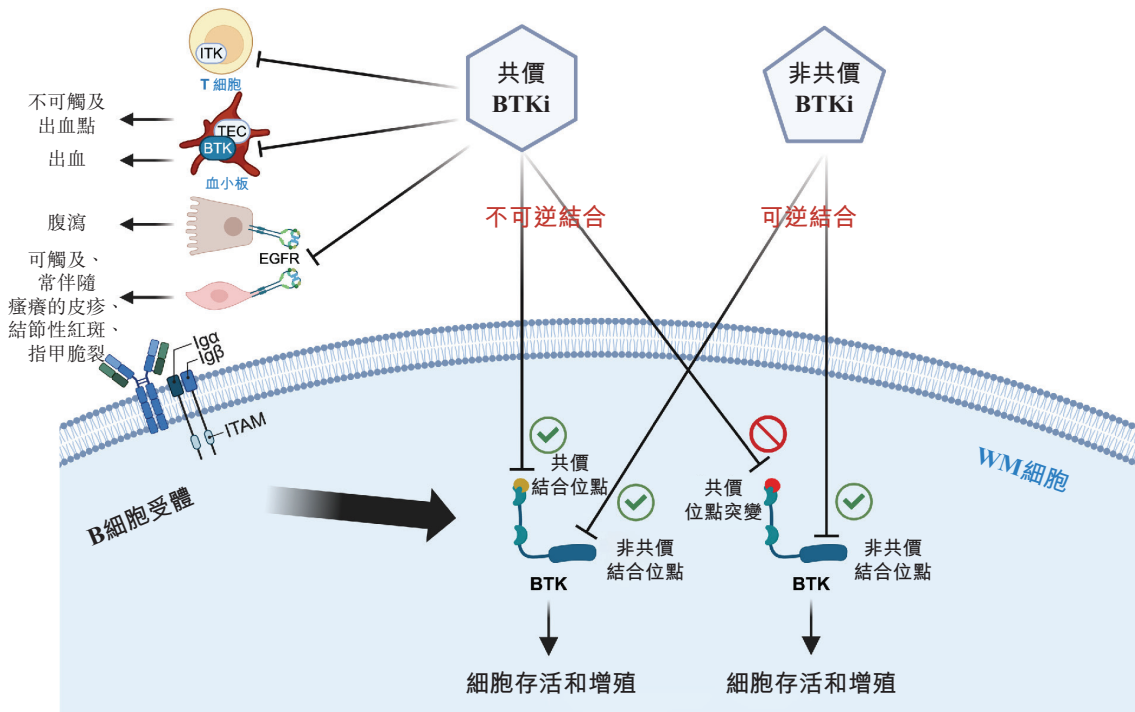 ITK
T 細胞
共價
BTKi
非共價
BTKi
不可觸及
出血點
出血
TEC
BTK
血小板
腹瀉
EGFR
可觸及、
常伴隨
瘙癢的皮疹、
結節性紅斑、
指甲脆裂
不可逆結合
可逆結合
Igα
Igβ
ITAM
B細胞受體
WM細胞
共價
結合位點
非共價
結合位點
BTK
細胞存活和增殖
共價
位點突變
非共價
結合位點
BTK
細胞存活和增殖